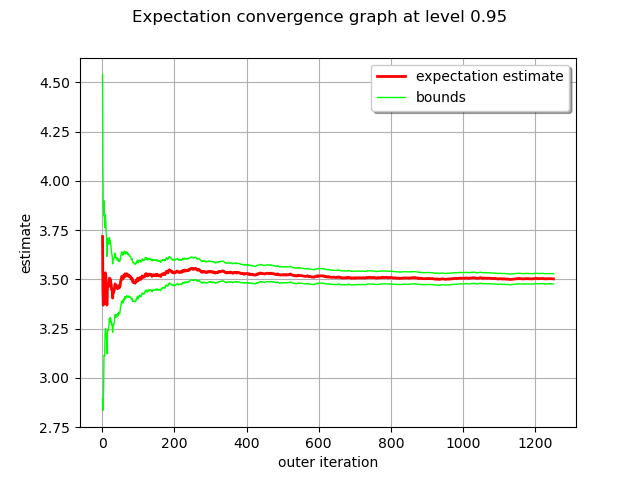 Expectation convergence graph at level 0.95
expectation estimate
bounds
4.50
4.25
4.00
3.75
3.50
3.25
3.00
2.75
estimate
0 200 400 600 800 1000 1200
outer iteration